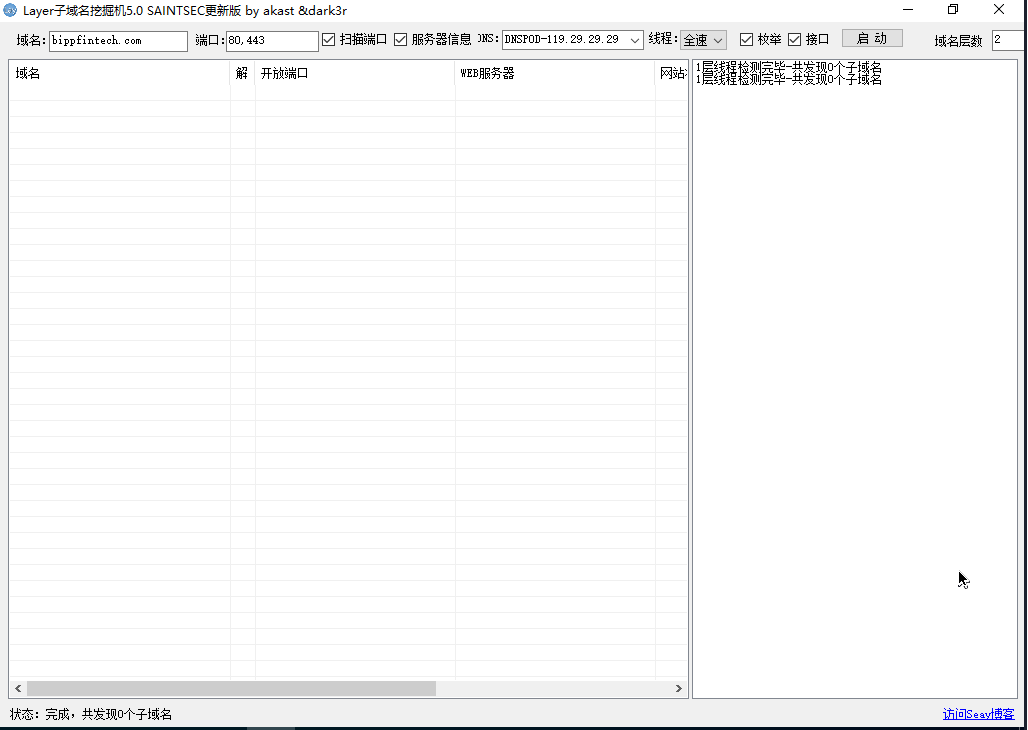 Layer子域名挖掘机5.0 SAINTSEC更新版 by akast &dark3r
域名: bippfintech.com 端口: 80,443 扫描端口 服务器信息 DNS: DNSPOD-119.29.29.29 线程: 全速 枚举 接口 启 动 域名层数 2
域名 解 开放端口 WEB服务器 网站
1层线程检测完毕-共发现0个子域名
1层线程检测完毕-共发现0个子域名
状态: 完成，共发现0个子域名 访问Seay博客